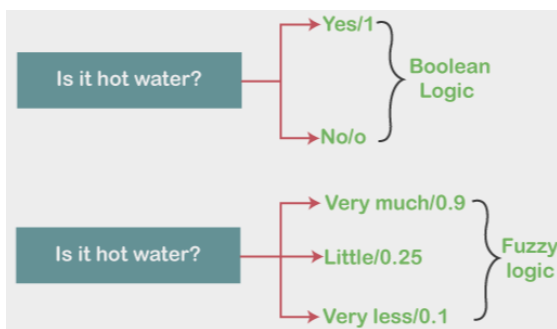 Is it hot water?
Yes/1
No/o
Boolean
Logic
Is it hot water?
Very much/0.9
Little/0.25
Very less/0.1
Fuzzy
logic